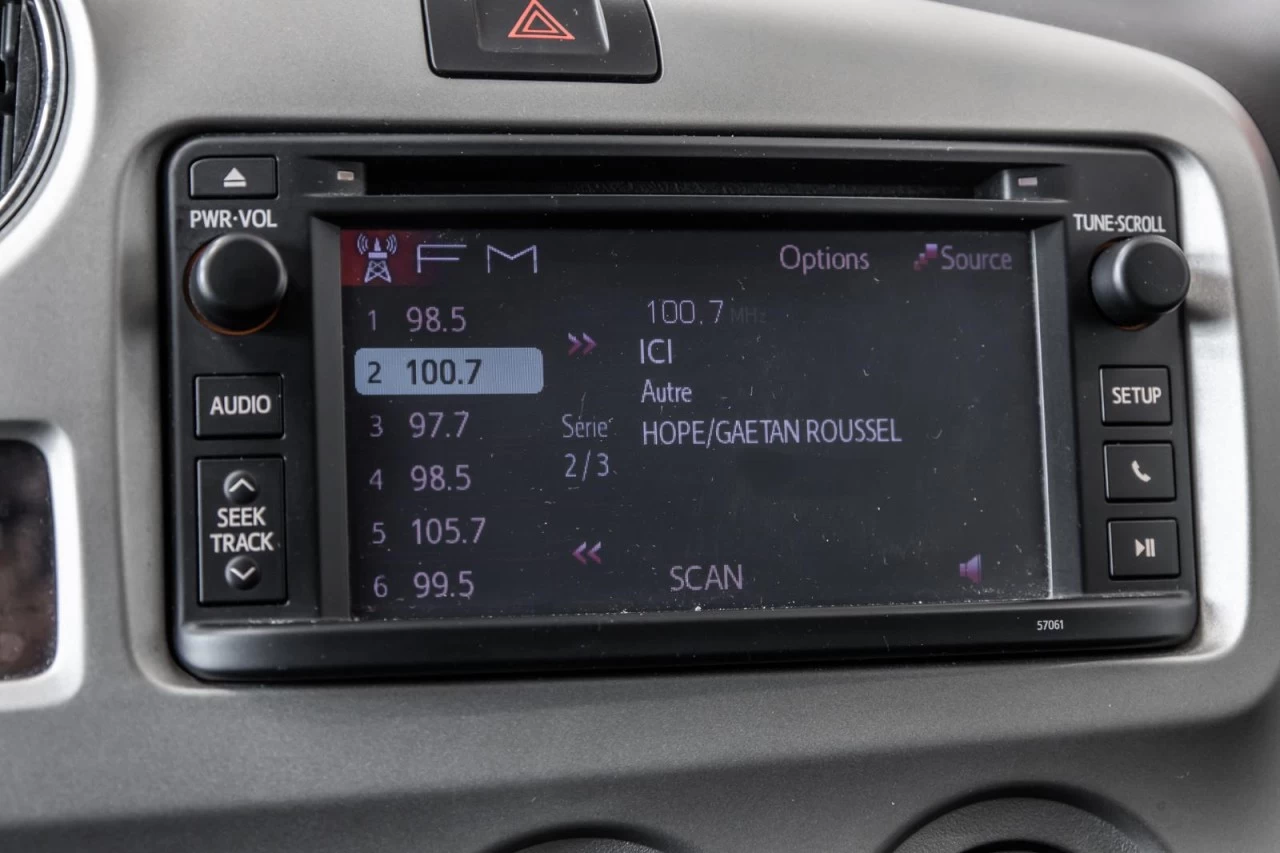 PWR·VOL
TUNE·SCROLL
AUDIO
SEEK
TRACK
SETUP
FM
Options
Source
1 98.5
2 100.7
3 97.7
4 98.5
5 105.7
6 99.5
Série
2/3
100.7 MHz
ICI
Autre
HOPE/GAETAN ROUSSEL
SCAN
57061